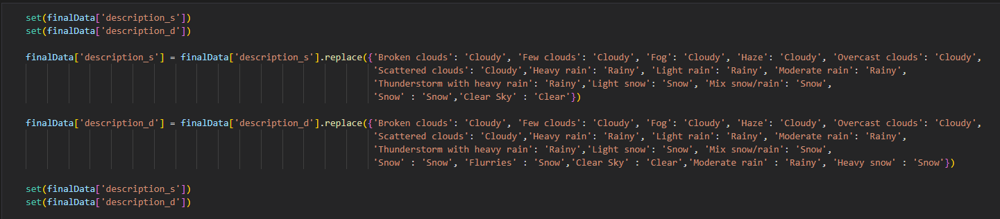 set(finalData['description_s'])
set(finalData['description_d'])
finalData['description_s'] = finalData['description_s'].replace({'Broken clouds': 'Cloudy', 'Few clouds': 'Cloudy', 'Fog': 'Cloudy', 'Haze': 'Cloudy', 'Overcast clouds': 'Cloudy',
'Scattered clouds': 'Cloudy','Heavy rain': 'Rainy', 'Light rain': 'Rainy', 'Moderate rain': 'Rainy',
'Thunderstorm with heavy rain': 'Rainy','Light snow': 'Snow', 'Mix snow/rain': 'Snow',
'Snow' : 'Snow','Clear Sky' : 'Clear'})
finalData['description_d'] = finalData['description_d'].replace({'Broken clouds': 'Cloudy', 'Few clouds': 'Cloudy', 'Fog': 'Cloudy', 'Haze': 'Cloudy', 'Overcast clouds': 'Cloudy',
'Scattered clouds': 'Cloudy','Heavy rain': 'Rainy', 'Light rain': 'Rainy', 'Moderate rain': 'Rainy',
'Thunderstorm with heavy rain': 'Rainy','Light snow': 'Snow', 'Mix snow/rain': 'Snow',
'Snow' : 'Snow', 'Flurries' : 'Snow','Clear Sky' : 'Clear','Moderate rain' : 'Rainy', 'Heavy snow' : 'Snow'})
set(finalData['description_s'])
set(finalData['description_d'])